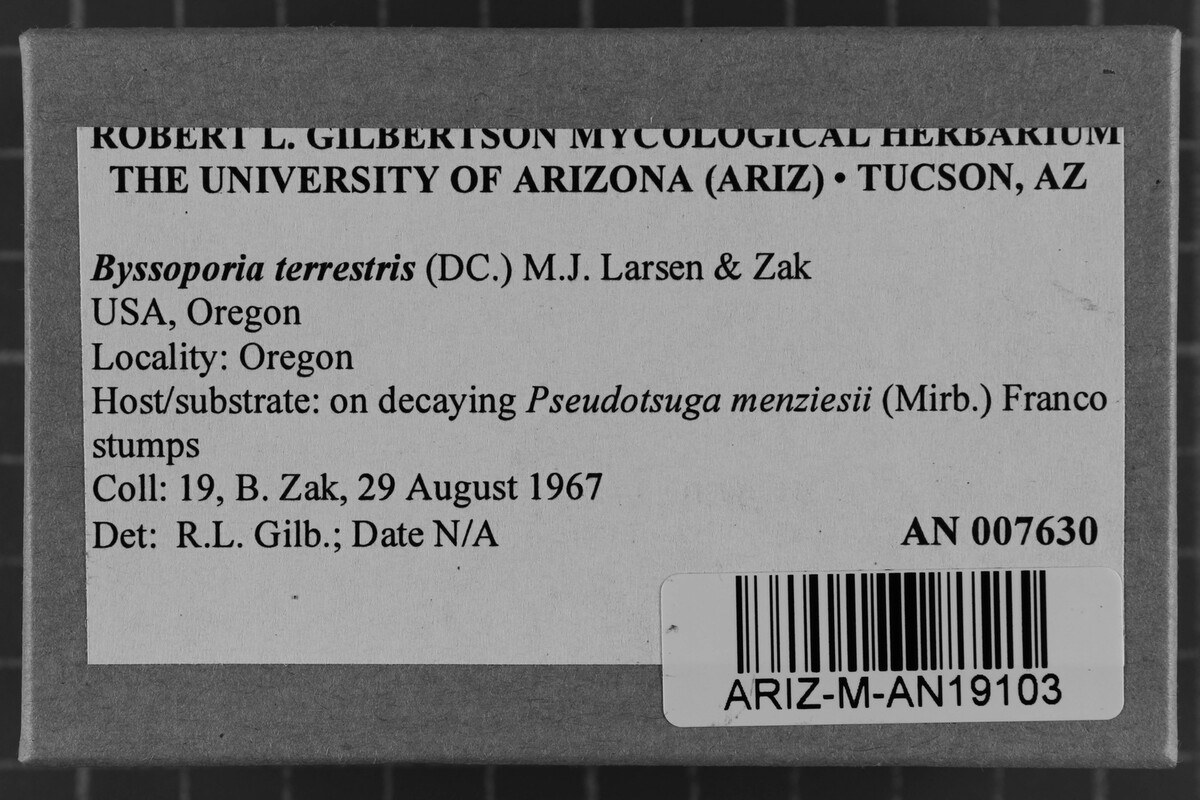 ROBERT L. GILBERTSON MYCOLOGICAL HERBARIUM
THE UNIVERSITY OF ARIZONA (ARIZ) • TUCSON, AZ
Byssoporia terrestris (DC.) M.J. Larsen & Zak
USA, Oregon
Locality: Oregon
Host/substrate: on decaying Pseudotsuga menziesii (Mirb.) Franco
stumps
Coll: 19, B. Zak, 29 August 1967
Det: R.L. Gilb.; Date N/A
AN 007630
ARIZ-M-AN19103